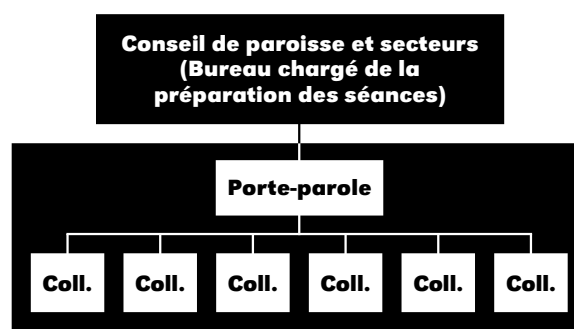 Conseil de paroisse et secteurs
(Bureau chargé de la
préparation des séances)
Porte-parole
Coll.
Coll.
Coll.
Coll.
Coll.
Coll.